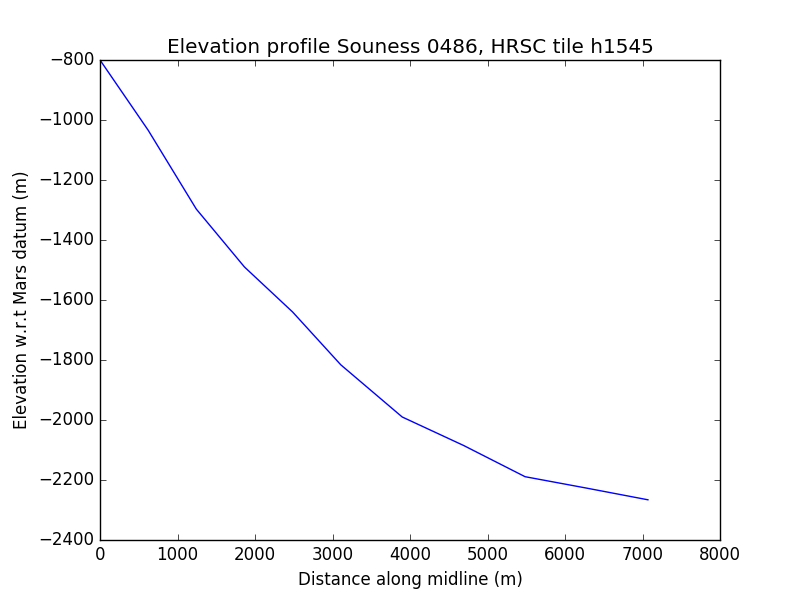 Elevation profile Souness 0486, HRSC tile h1545
−800
−1000
−1200
−1400
−1600
−1800
−2000
−2200
−2400
Elevation w.r.t Mars datum (m)
0 1000 2000 3000 4000 5000 6000 7000 8000
Distance along midline (m)